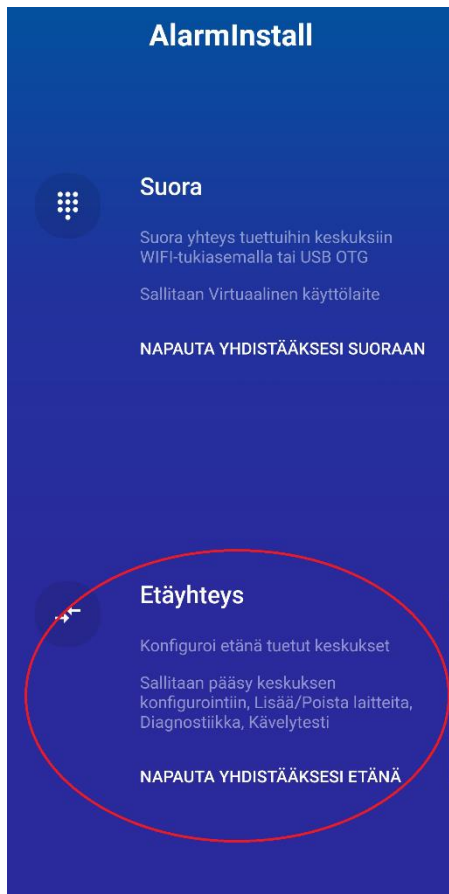 AlarmInstall
Suora
Suora yhteys tuettuihin keskuksiin
WIFI-tukiasemalla tai USB OTG
Sallitaan Virtuaalinen käyttölaite
NAPAUTA YHDISTÄÄKSESI SUORAAN
Etäyhteys
Konfiguroi etänä tuetut keskukset
Sallitaan pääsy keskuksen
konfigurointiin, Lisää/Poista laitteita,
Diagnostiikka, Kävelytesti
NAPAUTA YHDISTÄÄKSESI ETÄNÄ